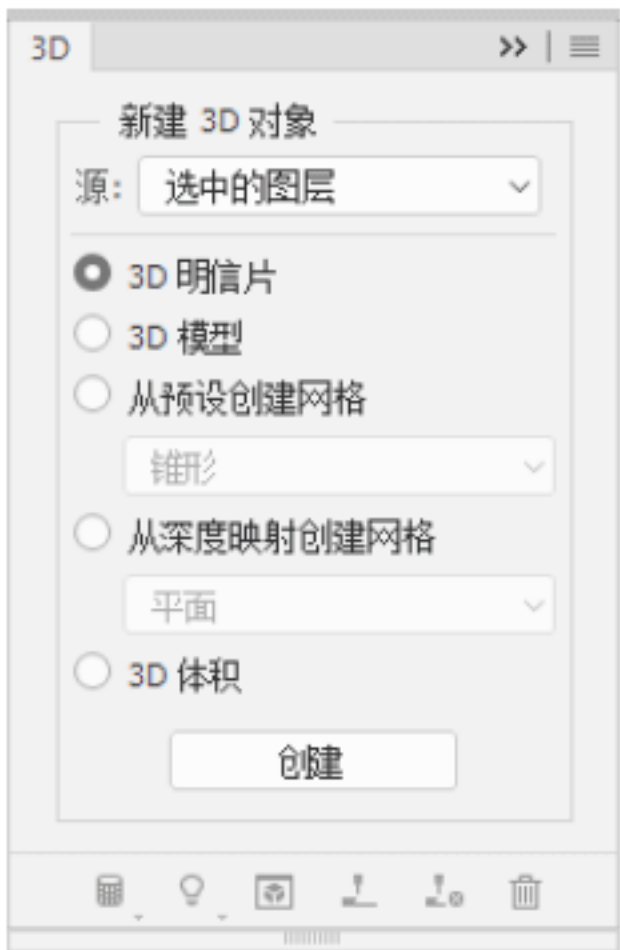 3D
新建 3D 对象
源: 选中的图层
3D 明信片
3D 模型
从预设创建网格
锥形
从深度映射创建网格
平面
3D 体积
创建